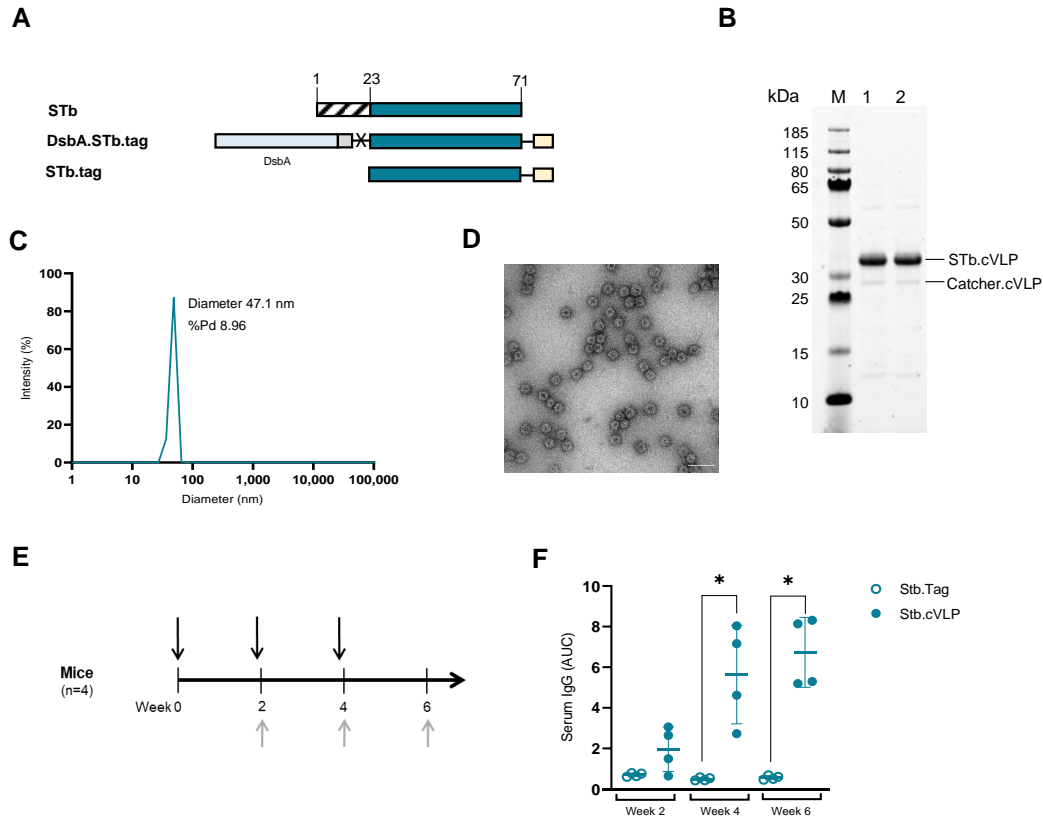 A
1 23 71
STb
DsbA.STb.tag
DsbA
STb.tag
B
kDa M 1 2
185
115
80
65
50
30
25
15
10
STb.cVLP
Catcher.cVLP
C
100
80
60
40
20
0
Intensity (%)
Diameter 47.1 nm
%Pd 8.96
1 10 100 1,000 10,000 100,000
Diameter (nm)
D
E
Mice
(n=4)
Week 0 2 4 6
F
10
8
6
4
2
0
Serum IgG (AUC)
* *
Stb.Tag
Stb.cVLP
Week 2 Week 4 Week 6